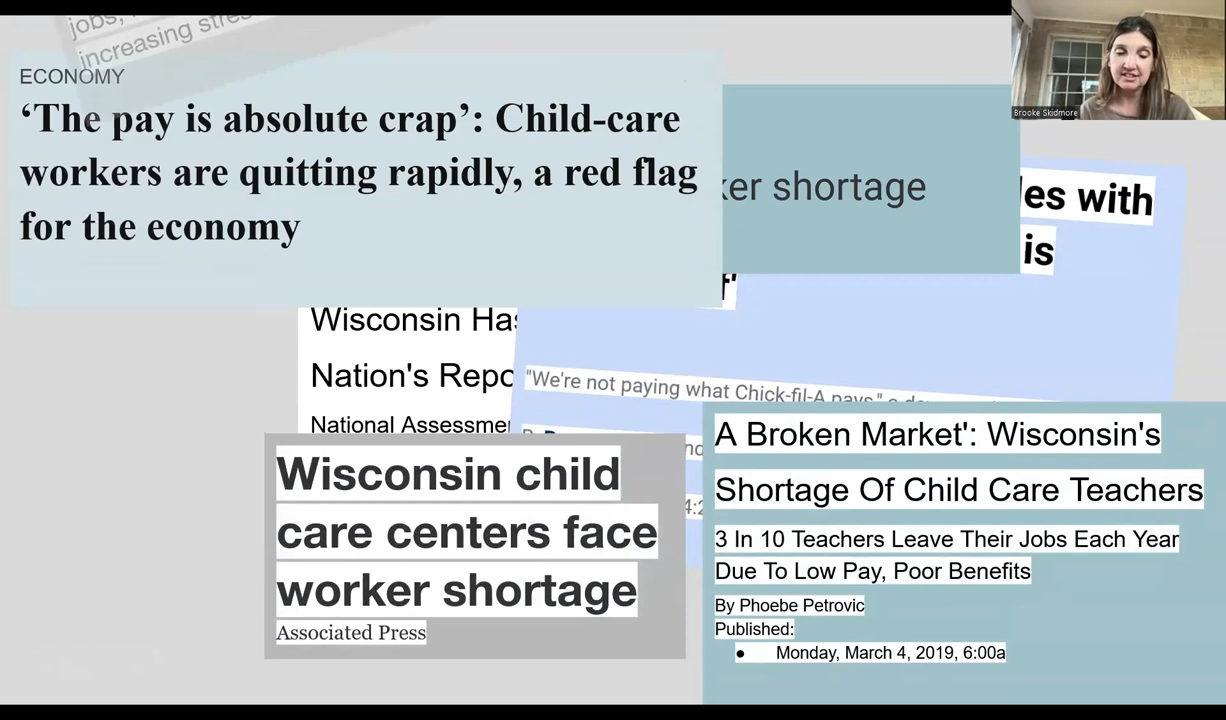 jobs,
increasing stres
ECONOMY
‘The pay is absolute crap’: Child-care
workers are quitting rapidly, a red flag
for the economy
ker shortage
les with
is
f'
Brooke Skidmore
Wisconsin Has
Nation's Repo
National Assessmen
"We're not paying what Chick-fil-A pays,"
Wisconsin child
care centers face
worker shortage
Associated Press
A Broken Market': Wisconsin's
Shortage Of Child Care Teachers
3 In 10 Teachers Leave Their Jobs Each Year
Due To Low Pay, Poor Benefits
By Phoebe Petrovic
Published:
● Monday, March 4, 2019, 6:00a